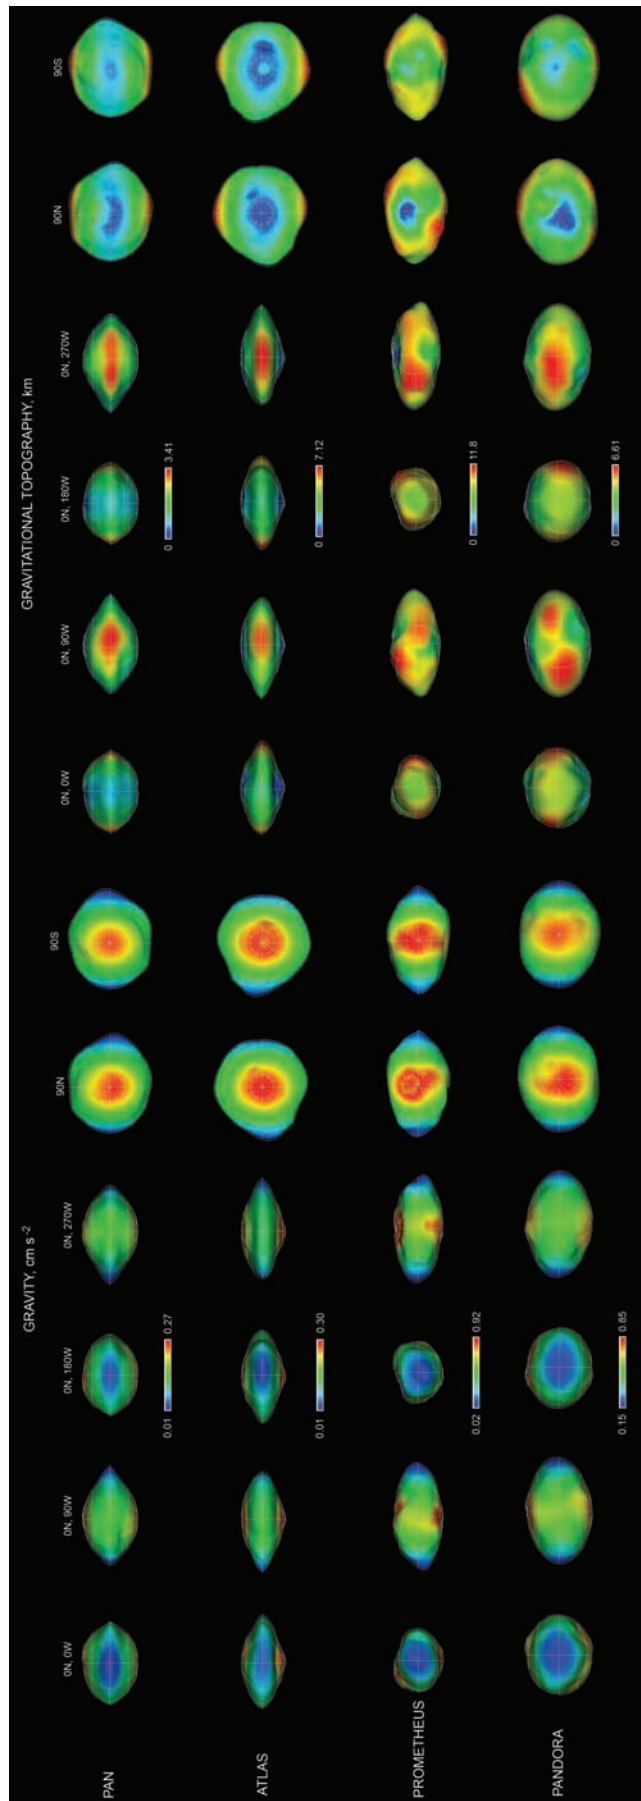 GRAVITY, cm s-2
GRAVITATIONAL TOPOGRAPHY, km
0N, 0W
0N, 90W
0N, 180W
0N, 270W
90N
90S
0N, 0W
0N, 90W
0N, 180W
0N, 270W
90N
90S
PAN
0.01
0.27
0
3.41
ATLAS
0.01
0.30
0
7.12
PROMETHEUS
0.02
0.92
0
11.8
PANDORA
0.15
0.85
0
6.61